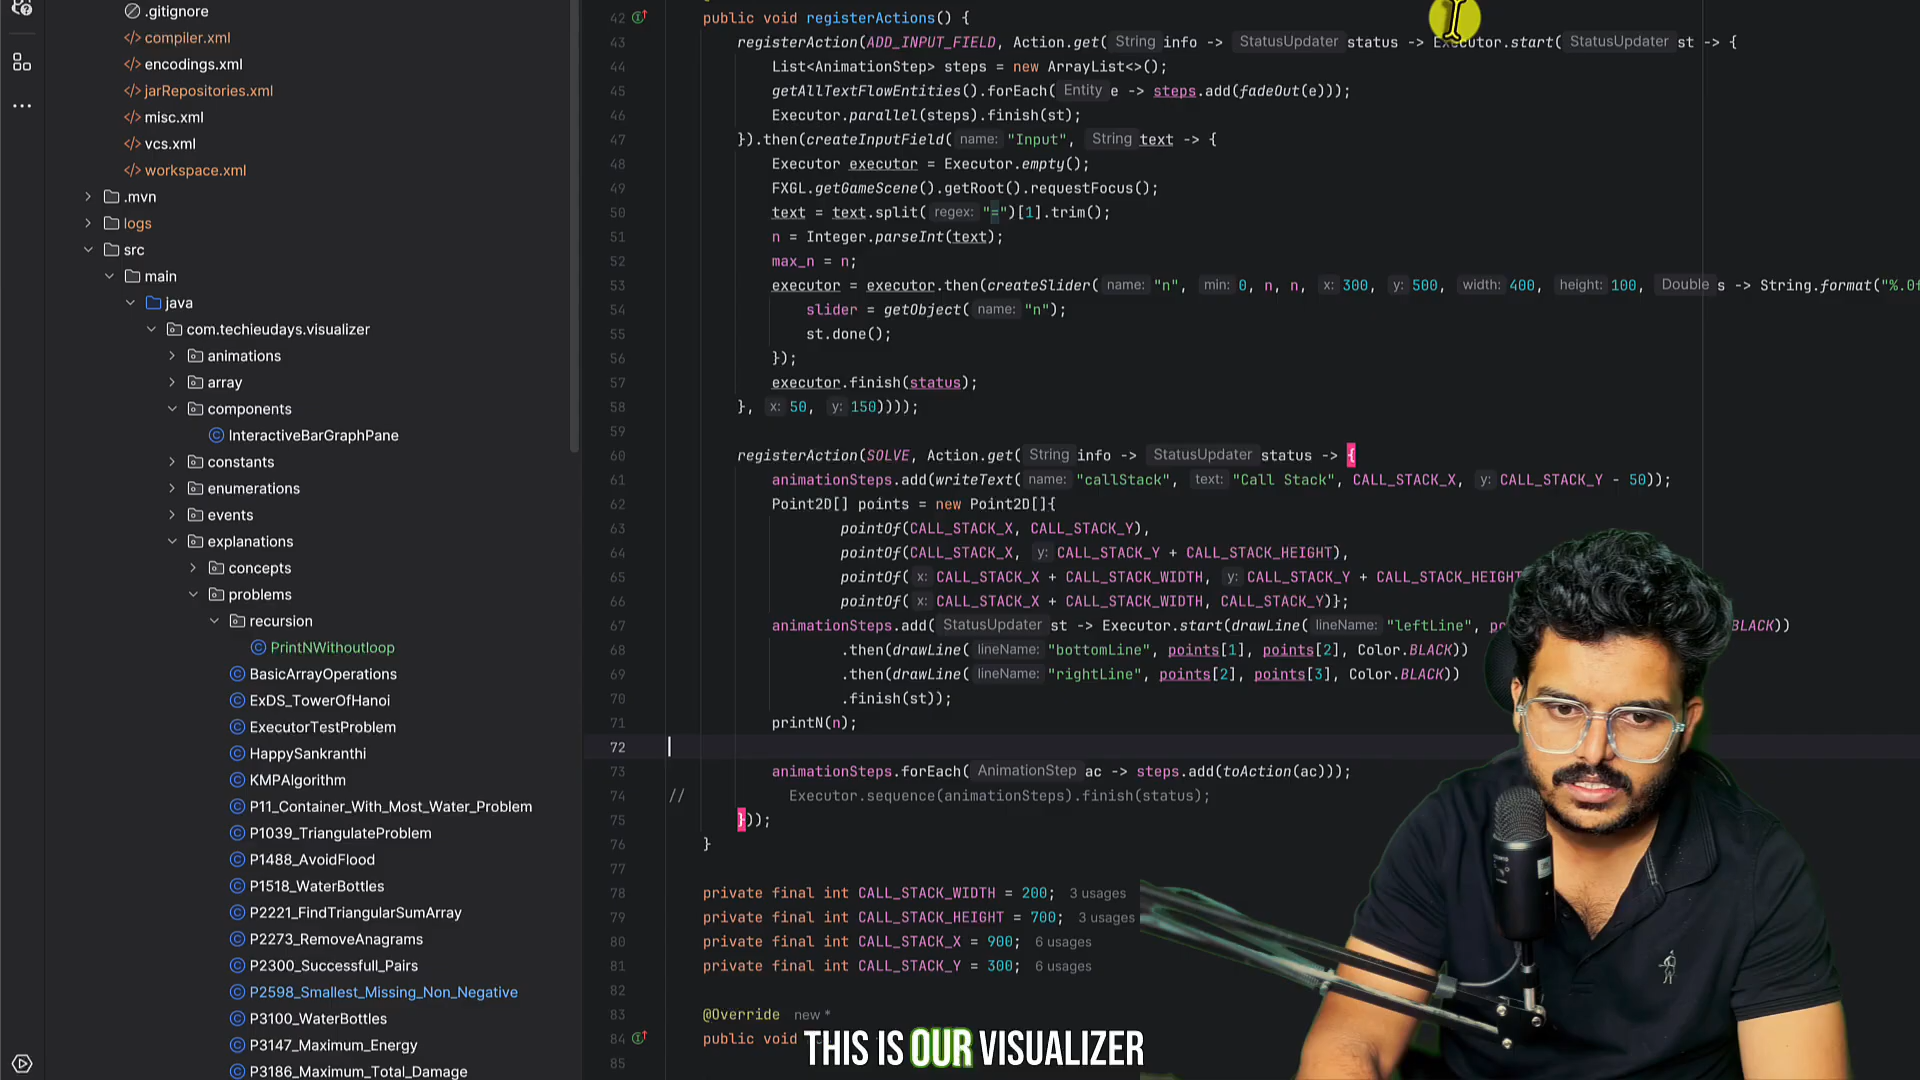 .gitignore
</> compiler.xml
</> encodings.xml
</> jarRepositories.xml
</> misc.xml
</> vcs.xml
</> workspace.xml
.mvn
logs
src
main
java
com.techieudays.visualizer
animations
array
components
InteractiveBarGraphPane
constants
enumerations
events
explanations
concepts
problems
recursion
PrintNWithoutloop
BasicArrayOperations
ExDS_TowerOfHanoi
ExecutorTestProblem
HappySankranthi
KMPAlgorithm
P11_Container_With_Most_Water_Problem
P1039_TriangulateProblem
P1488_AvoidFlood
P1518_WaterBottles
P2221_FindTriangularSumArray
P2273_RemoveAnagrams
P2300_Successfull_Pairs
P2598_Smallest_Missing_Non_Negative
P3100_WaterBottles
P3147_Maximum_Energy
P3186_Maximum_Total_Damage
42 public void registerActions() {
43 registerAction(ADD_INPUT_FIELD, Action.get( String info -> StatusUpdater status -> Executor.start( StatusUpdater st -> {
44 List<AnimationStep> steps = new ArrayList<>();
45 getAllTextFlowEntities().forEach( Entity e -> steps.add(fadeOut(e)));
46 Executor.parallel(steps).finish(st);
47 }).then(createInputField( name: "Input", String text -> {
48 Executor executor = Executor.empty();
49 FXGL.getGameScene().getRoot().requestFocus();
50 text = text.split( regex: "=")[1].trim();
51 n = Integer.parseInt(text);
52 max_n = n;
53 executor = executor.then(createSlider( name: "n", min: 0, n, n, x: 300, y: 500, width: 400, height: 100, Double s -> String.format("%.0f
54 slider = getObject( name: "n");
55 st.done();
56 });
57 executor.finish(status);
58 }, x: 50, y: 150))));
59
60 registerAction(SOLVE, Action.get( String info -> StatusUpdater status -> {
61 animationSteps.add(writeText( name: "callStack", text: "Call Stack", CALL_STACK_X, y: CALL_STACK_Y - 50));
62 Point2D[] points = new Point2D[]{
63 pointOf(CALL_STACK_X, CALL_STACK_Y),
64 pointOf(CALL_STACK_X, y: CALL_STACK_Y + CALL_STACK_HEIGHT),
65 pointOf( x: CALL_STACK_X + CALL_STACK_WIDTH, y: CALL_STACK_Y + CALL_STACK_HEIGHT
66 pointOf( x: CALL_STACK_X + CALL_STACK_WIDTH, CALL_STACK_Y)};
67 animationSteps.add( StatusUpdater st -> Executor.start(drawLine( lineName: "leftLine", po BLACK))
68 .then(drawLine( lineName: "bottomLine", points[1], points[2], Color.BLACK))
69 .then(drawLine( lineName: "rightLine", points[2], points[3], Color.BLACK))
70 .finish(st));
71 printN(n);
72
73 animationSteps.forEach( AnimationStep ac -> steps.add(toAction(ac)));
74 // Executor.sequence(animationSteps).finish(status);
75 }));
76 }
77
78 private final int CALL_STACK_WIDTH = 200; 3 usages
79 private final int CALL_STACK_HEIGHT = 700; 3 usages
80 private final int CALL_STACK_X = 900; 6 usages
81 private final int CALL_STACK_Y = 300; 6 usages
82
83 @Override new *
84 public void
85
THIS IS OUR VISUALIZER